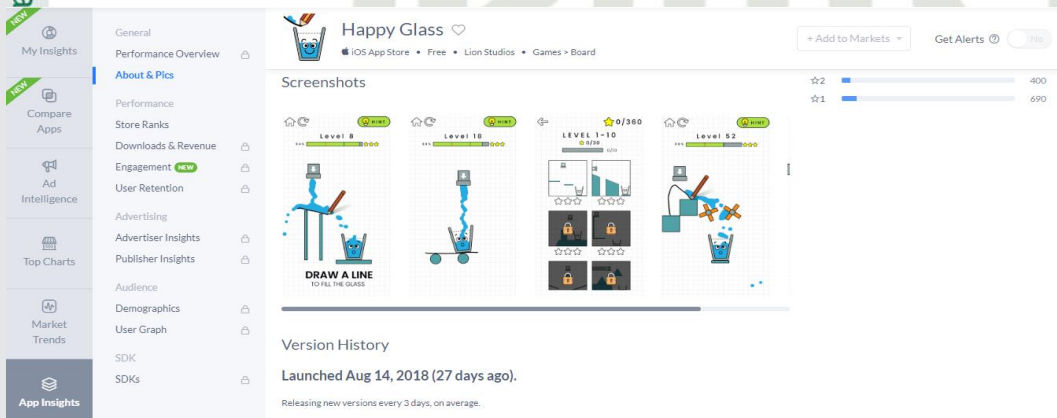 NEW
My Insights
NEW
Compare
Apps
Ad
Intelligence
Top Charts
Market
Trends
App Insights
General
Performance Overview
About & Pics
Performance
Store Ranks
Downloads & Revenue
Engagement NEW
User Retention
Advertising
Advertiser Insights
Publisher Insights
Audience
Demographics
User Graph
SDK
SDKs
Happy Glass
iOS App Store • Free • Lion Studios • Games > Board
+ Add to Markets
Get Alerts
No
☆2 400
☆1 690
Screenshots
HINT
Level 8
DRAW A LINE
TO FILL THE GLASS
HINT
Level 18
0/360
LEVEL 1-10
0/30
0/30
HINT
Level 52
Version History
Launched Aug 14, 2018 (27 days ago).
Releasing new versions every 3 days, on average.